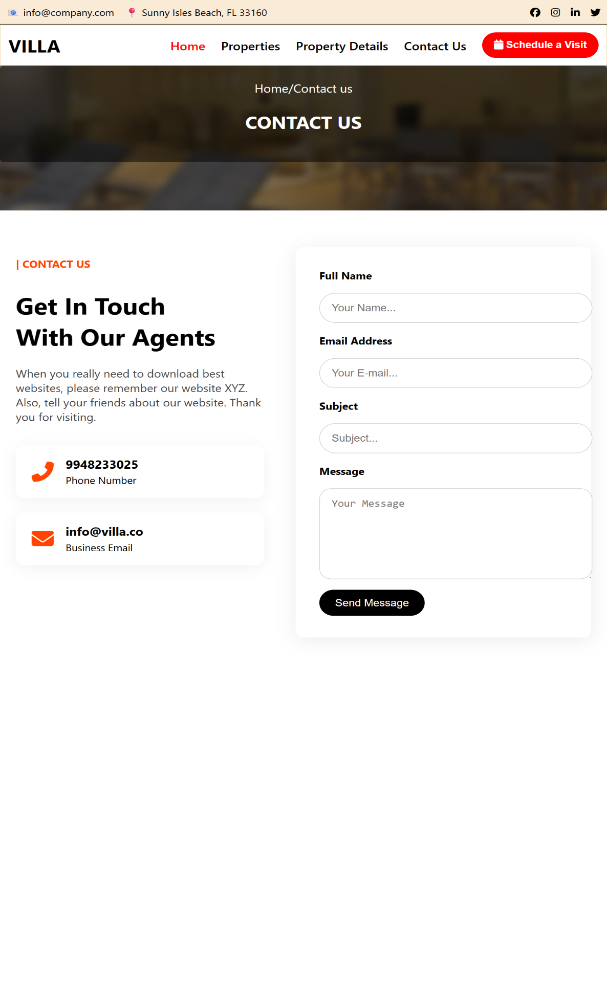 info@company.com
Sunny Isles Beach, FL 33160
VILLA
Home
Properties
Property Details
Contact Us
Schedule a Visit
Home/Contact us
CONTACT US
| CONTACT US
Get In Touch
With Our Agents
When you really need to download best
websites, please remember our website XYZ.
Also, tell your friends about our website. Thank
you for visiting.
9948233025
Phone Number
info@villa.co
Business Email
Full Name
Your Name...
Email Address
Your E-mail...
Subject
Subject...
Message
Your Message
Send Message